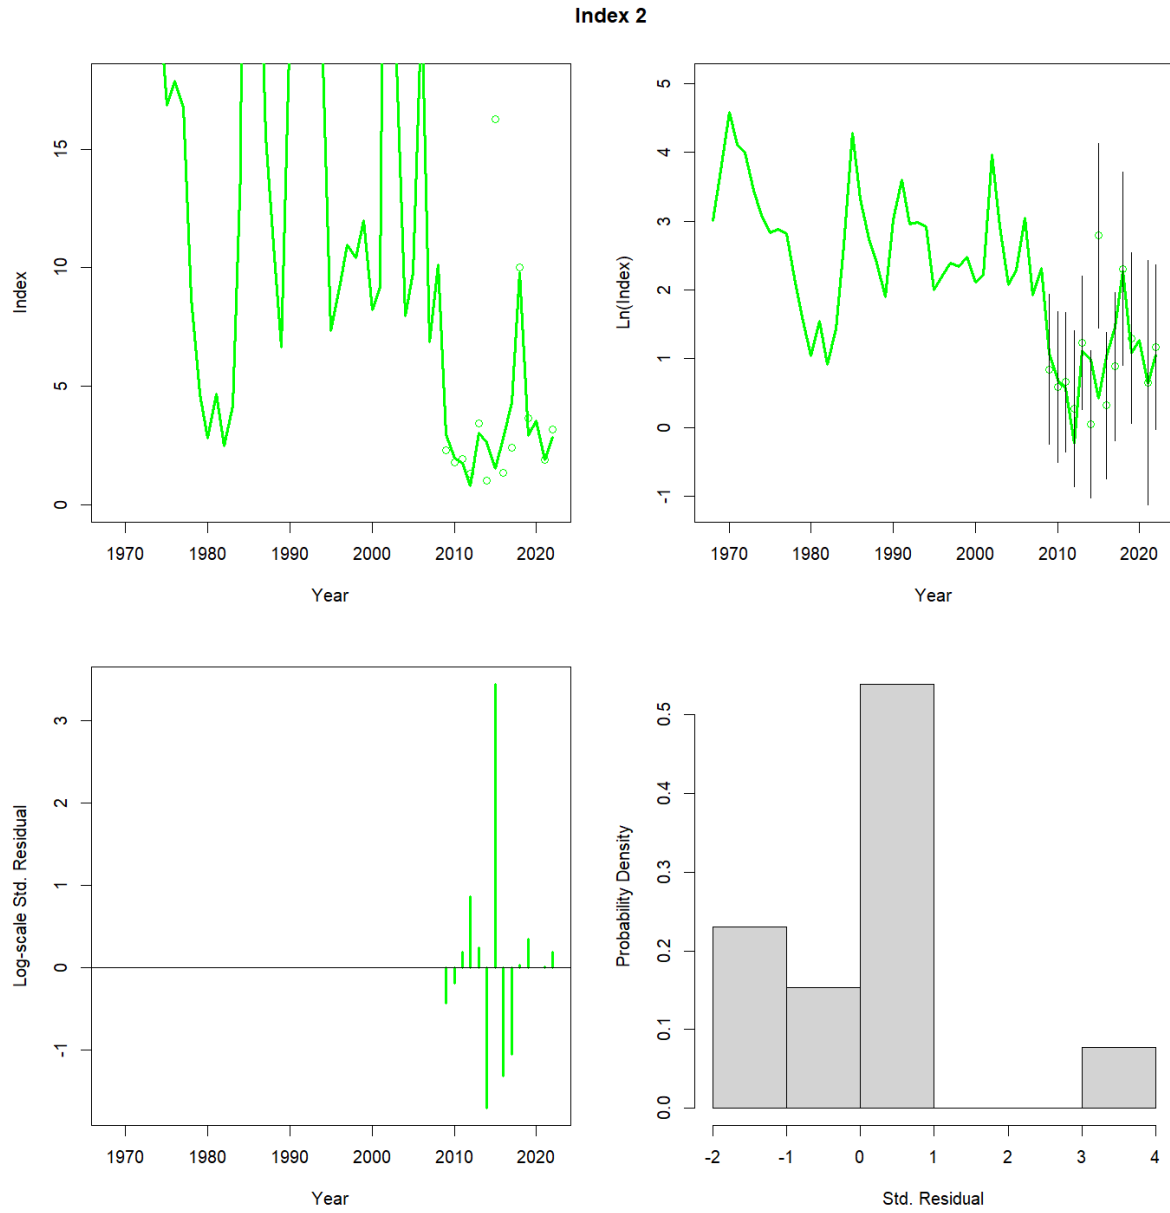 Index 2
Index
15
10
5
0
1970 1980 1990 2000 2010 2020
Year
Ln(Index)
5
4
3
2
1
0
-1
1970 1980 1990 2000 2010 2020
Year
Log-scale Std. Residual
3
2
1
0
-1
1970 1980 1990 2000 2010 2020
Year
Probability Density
0.5
0.4
0.3
0.2
0.1
0.0
-2 -1 0 1 2 3 4
Std. Residual